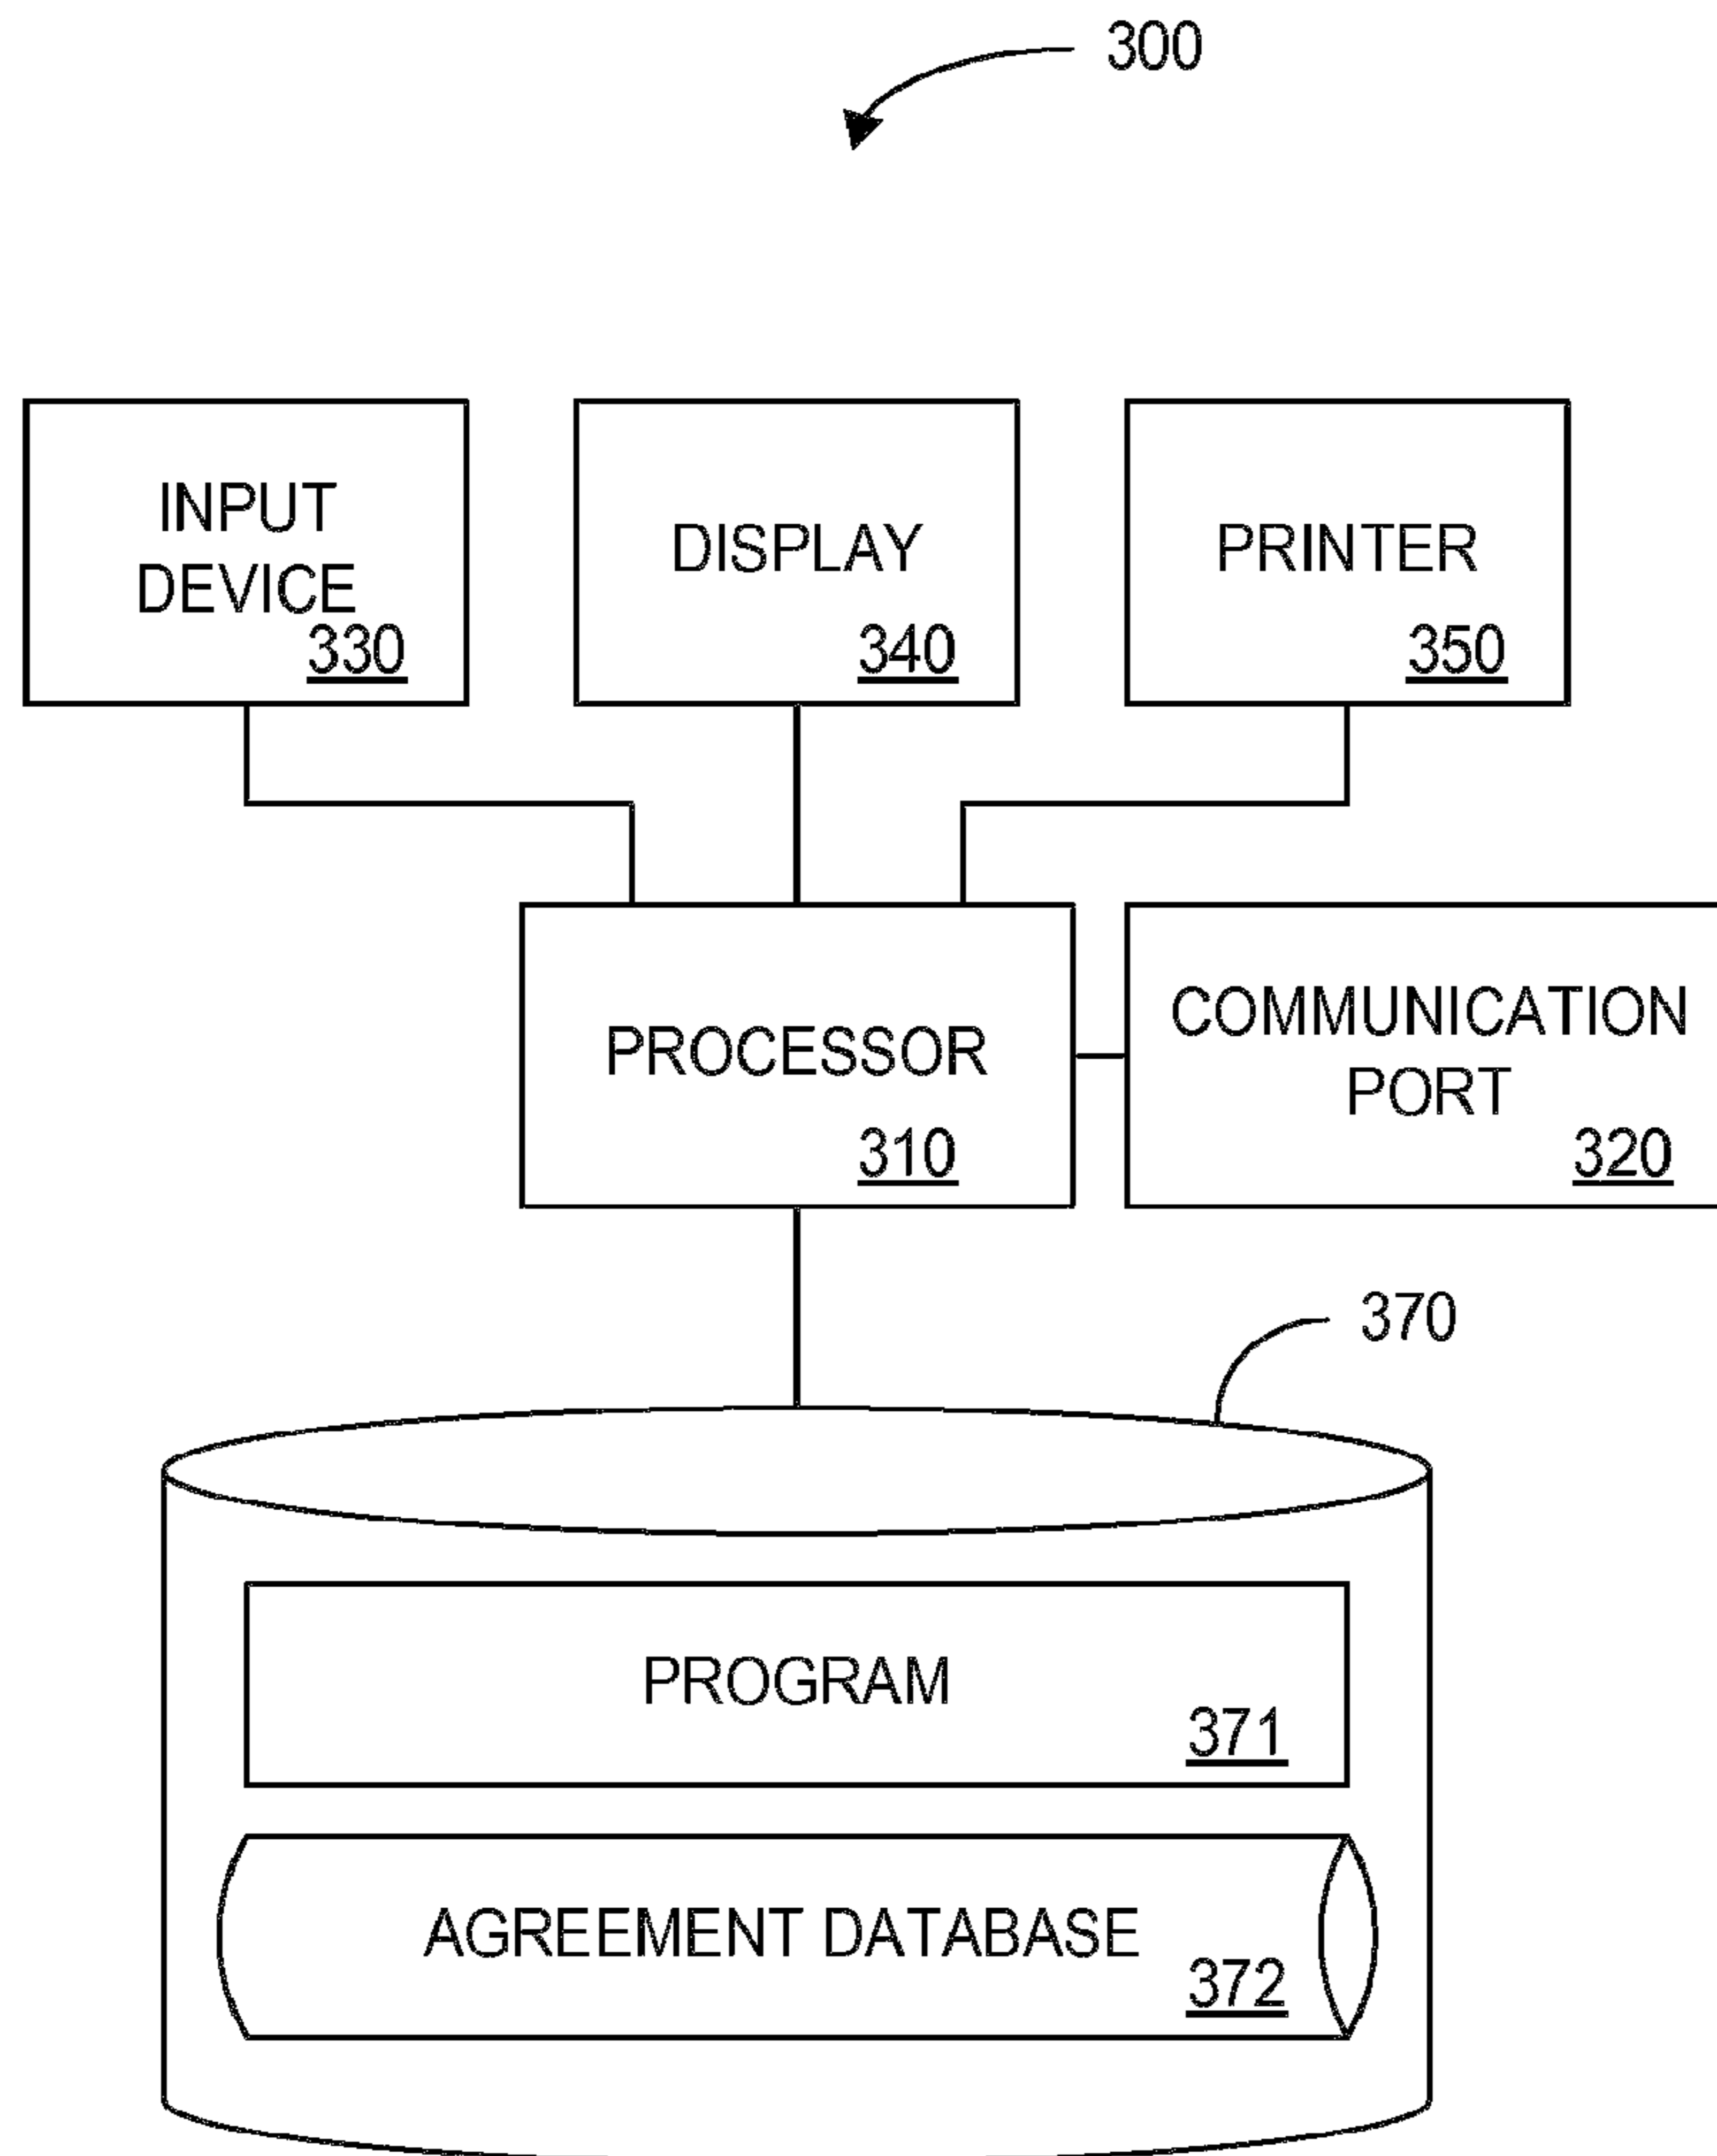 300
INPUT
DEVICE
330
DISPLAY
340
PRINTER
350
PROCESSOR
310
COMMUNICATION
PORT
320
370
PROGRAM
371
AGREEMENT DATABASE
372